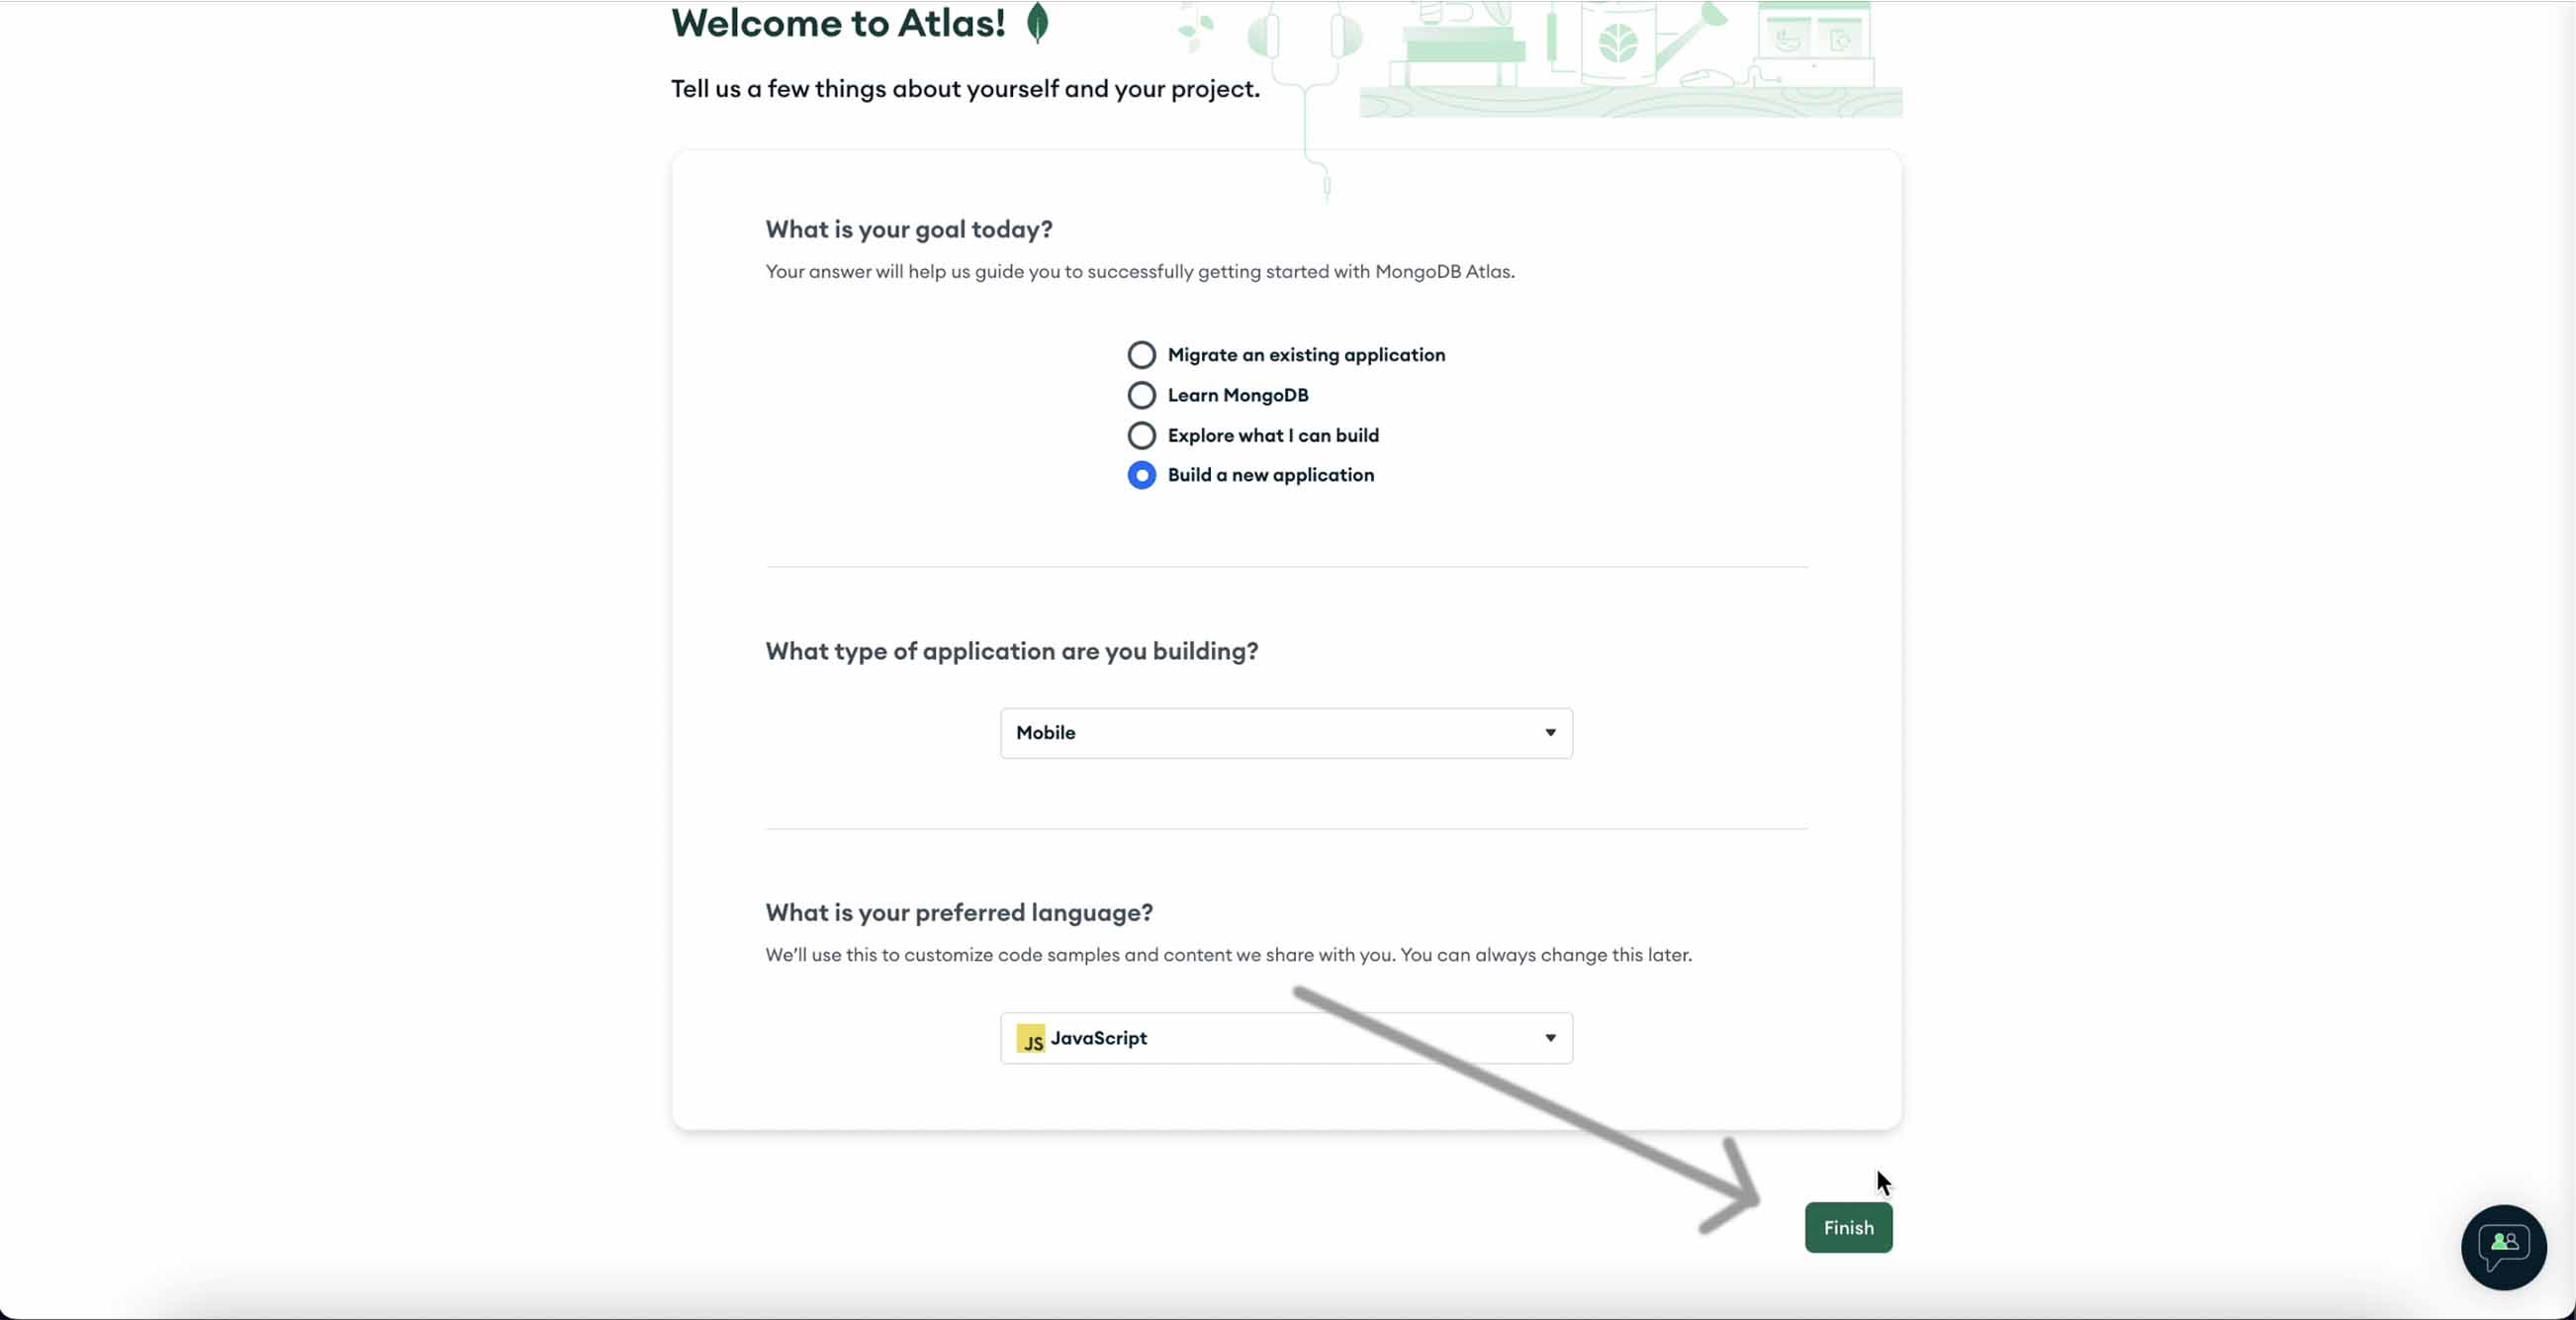 Welcome to Atlas!
Tell us a few things about yourself and your project.
What is your goal today?
Your answer will help us guide you to successfully getting started with MongoDB Atlas.
Migrate an existing application
Learn MongoDB
Explore what I can build
Build a new application
What type of application are you building?
Mobile
What is your preferred language?
We’ll use this to customize code samples and content we share with you. You can always change this later.
JS JavaScript
Finish